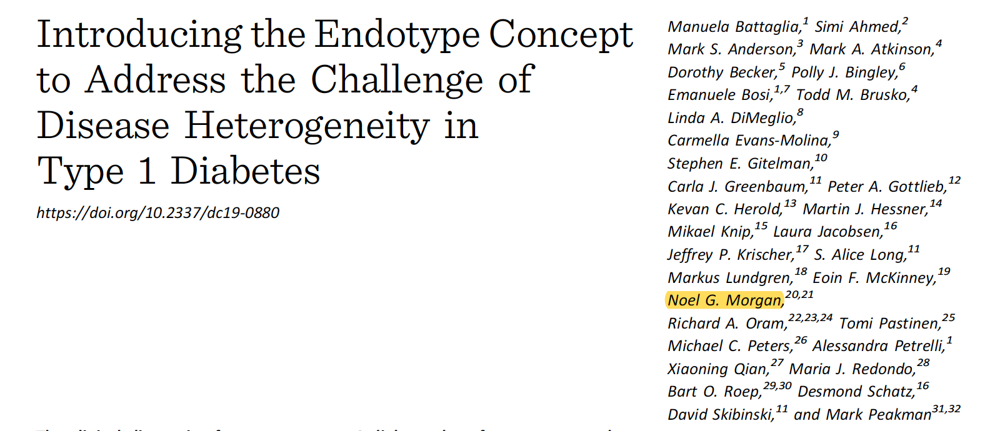 Introducing the Endotype Concept
to Address the Challenge of
Disease Heterogeneity in
Type 1 Diabetes
https://doi.org/10.2337/dc19-0880
Manuela Battaglia,1 Simi Ahmed,2
Mark S. Anderson,3 Mark A. Atkinson,4
Dorothy Becker,5 Polly J. Bingley,6
Emanuele Bosi,1,7 Todd M. Brusko,4
Linda A. DiMeglio,8
Carmella Evans-Molina,9
Stephen E. Gitelman,10
Carla J. Greenbaum,11 Peter A. Gottlieb,12
Kevan C. Herold,13 Martin J. Hessner,14
Mikael Knip,15 Laura Jacobsen,16
Jeffrey P. Krischer,17 S. Alice Long,11
Markus Lundgren,18 Eoin F. McKinney,19
Noel G. Morgan,20,21
Richard A. Oram,22,23,24 Tomi Pastinen,25
Michael C. Peters,26 Alessandra Petrelli,1
Xiaoning Qian,27 Maria J. Redondo,28
Bart O. Roep,29,30 Desmond Schatz,16
David Skibinski,11 and Mark Peakman31,32